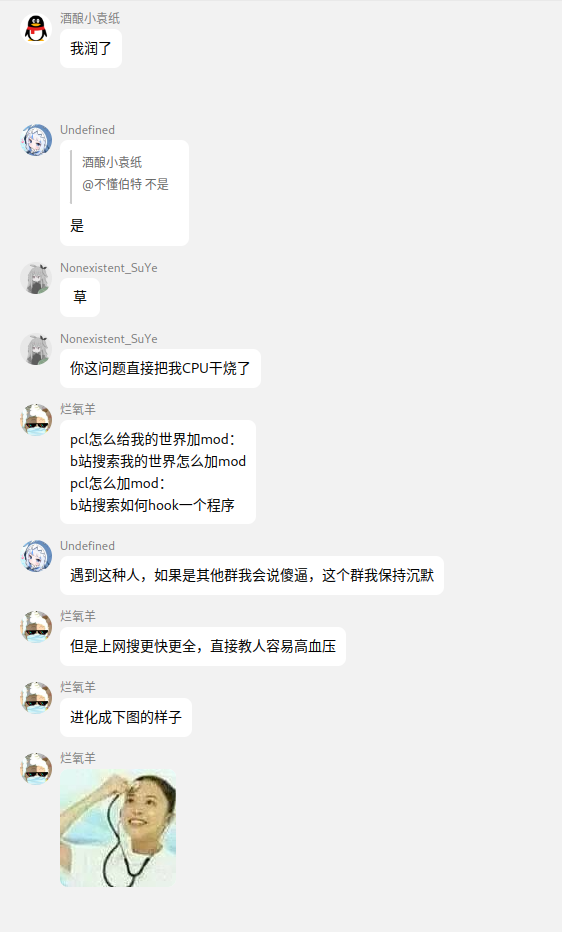 酒酿小袁纸
我润了
Undefined
酒酿小袁纸
@不懂伯特 不是
是
Nonexistent_SuYe
草
Nonexistent_SuYe
你这问题直接把我CPU干烧了
烂氧羊
pcl怎么给我的世界加mod：
b站搜索我的世界怎么加mod
pcl怎么加mod：
b站搜索如何hook一个程序
Undefined
遇到这种人，如果是其他群我会说傻逼，这个群我保持沉默
烂氧羊
但是上网搜更快更全，直接教人容易高血压
烂氧羊
进化成下图的样子
烂氧羊